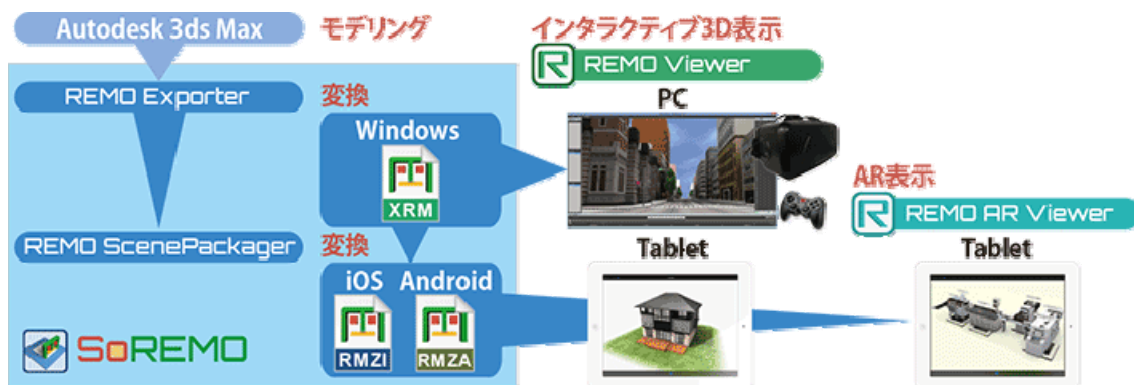 Autodesk 3ds Max
モデリング
インタラクティブ3D表示
R REMO Viewer
REMO Exporter
変換
PC
Windows
XRM
AR表示
R REMO AR Viewer
REMO ScenePackager
変換
Tablet
Tablet
iOS Android
RMZI RMZA
SoREMO